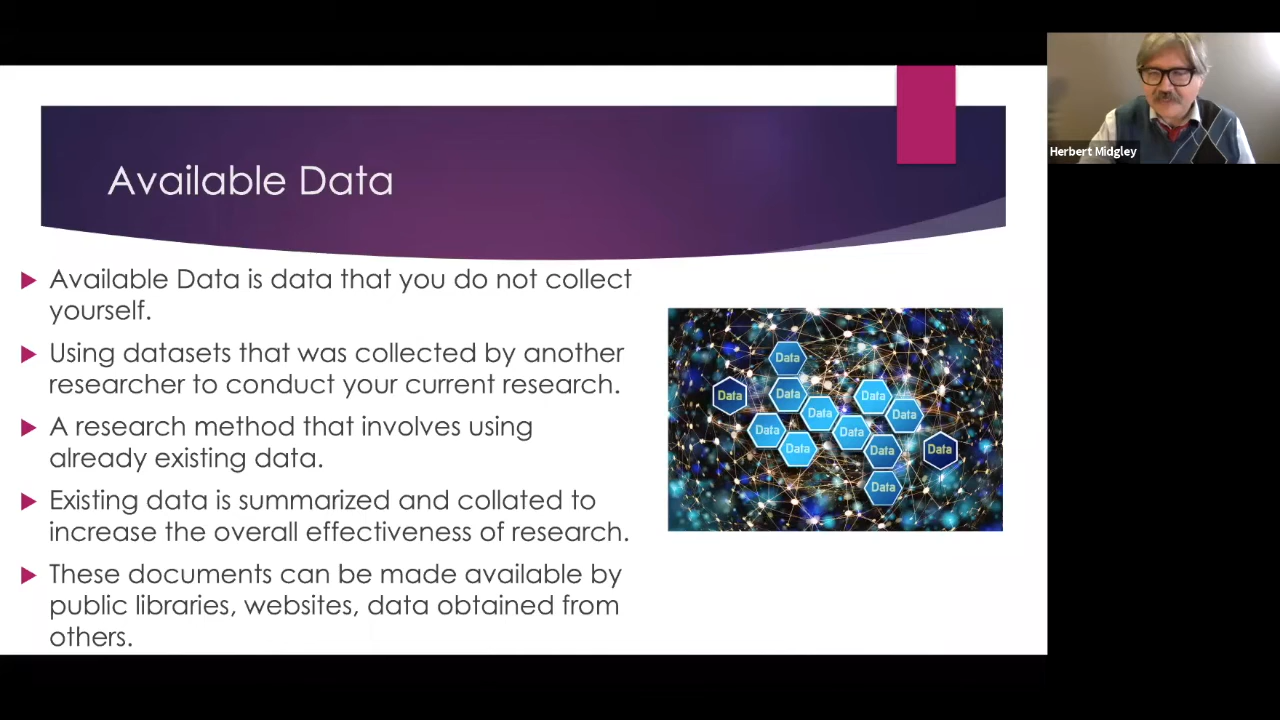 Available Data
Available Data is data that you do not collect
yourself.
Using datasets that was collected by another
researcher to conduct your current research.
A research method that involves using
already existing data.
Existing data is summarized and collated to
increase the overall effectiveness of research.
These documents can be made available by
public libraries, websites, data obtained from
others.
Data
Data
Data
Data
Data
Data
Data
Data
Data
Data
Data
Data
Herbert Midgley